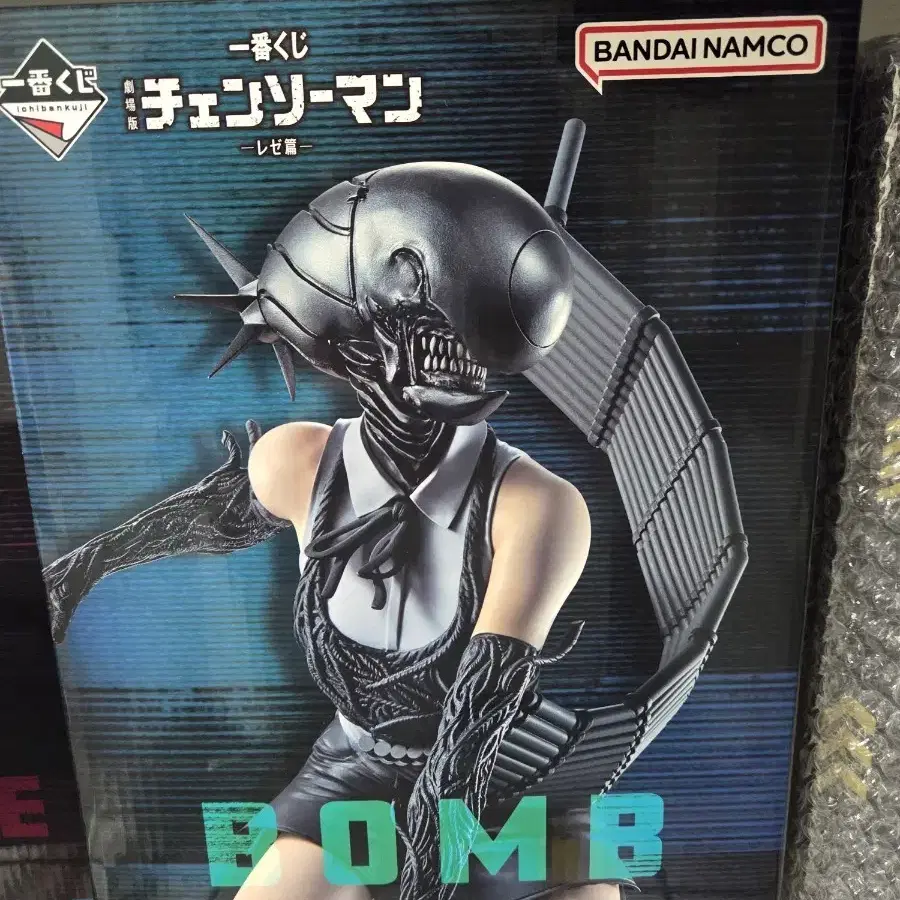 一番くじ
ichibankuji
一番くじ
劇場版
チェンソーマン
―レゼ篇―
BANDAI NAMCO
E
BOMB